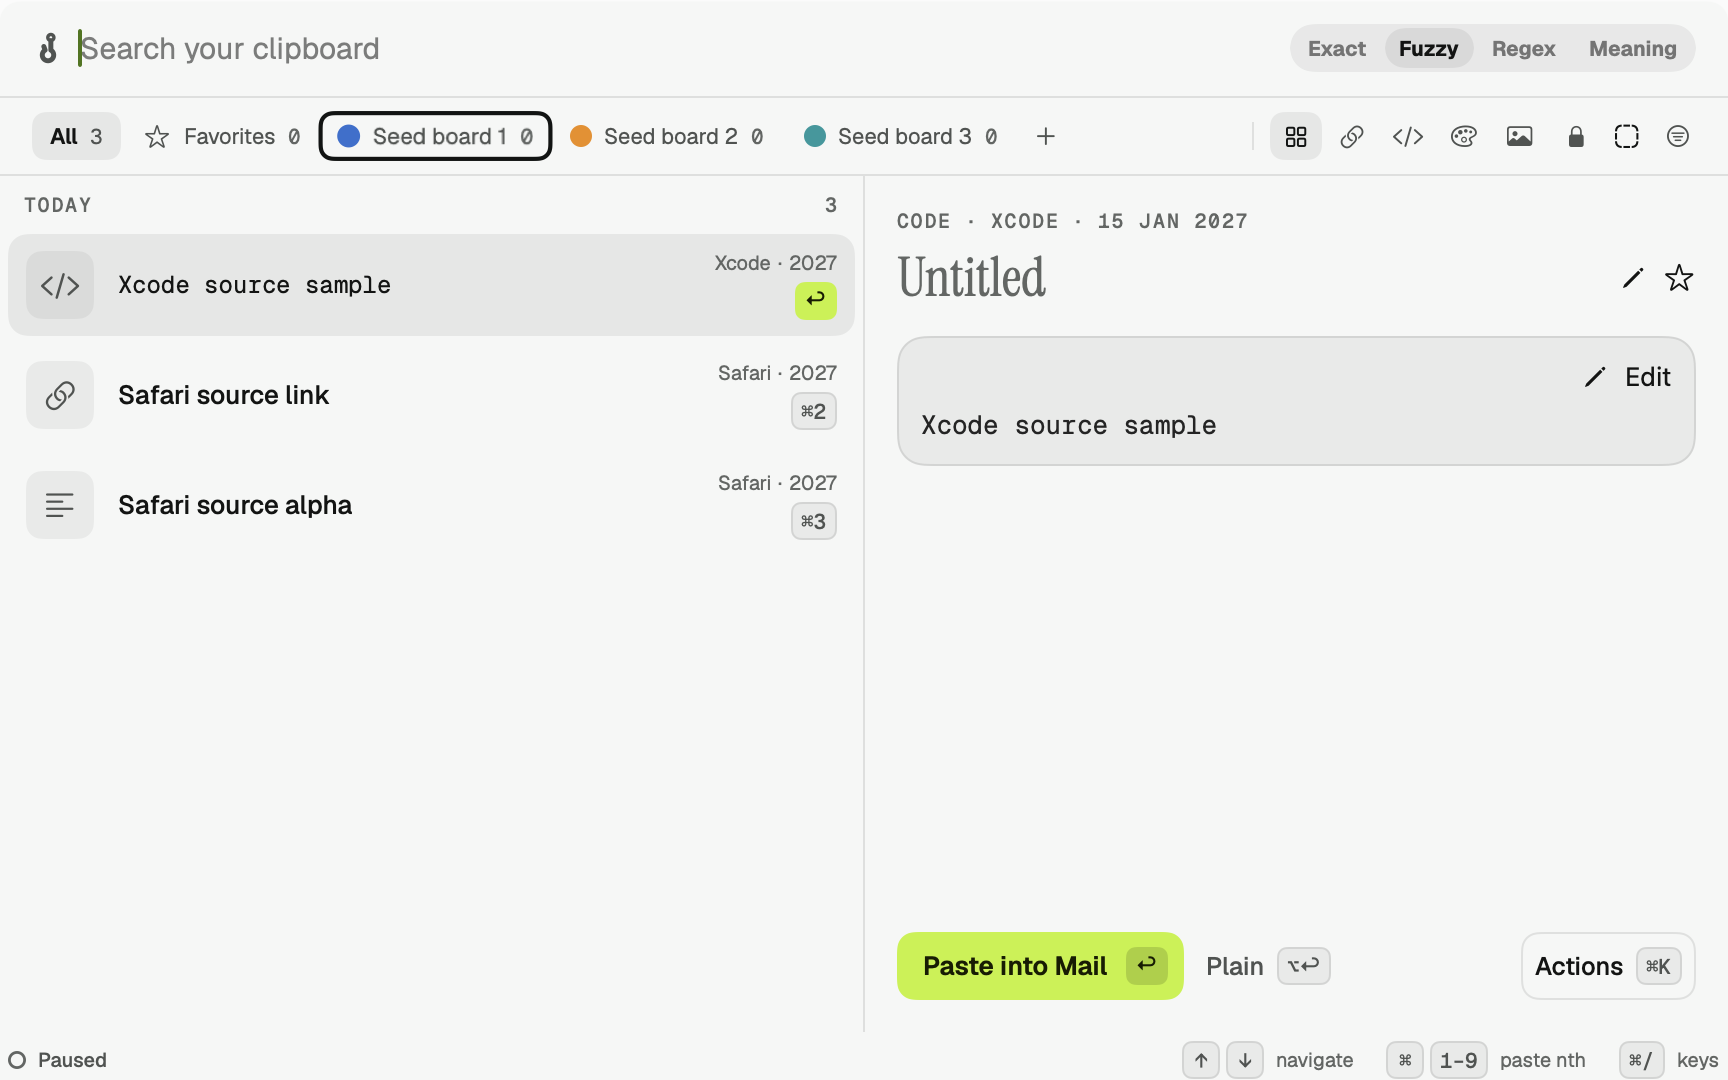 Search your clipboard
Exact Fuzzy Regex Meaning
All 3 Favorites 0 Seed board 1 0 Seed board 2 0 Seed board 3 0
TODAY 3
Xcode source sample
Xcode · 2027
Safari source link
Safari · 2027
⌘2
Safari source alpha
Safari · 2027
⌘3
CODE · XCODE · 15 JAN 2027
Untitled
Edit
Xcode source sample
Paste into Mail ↩ Plain ⌥↩ Actions ⌘K
Paused
↑ ↓ navigate ⌘ 1–9 paste nth ⌘/ keys